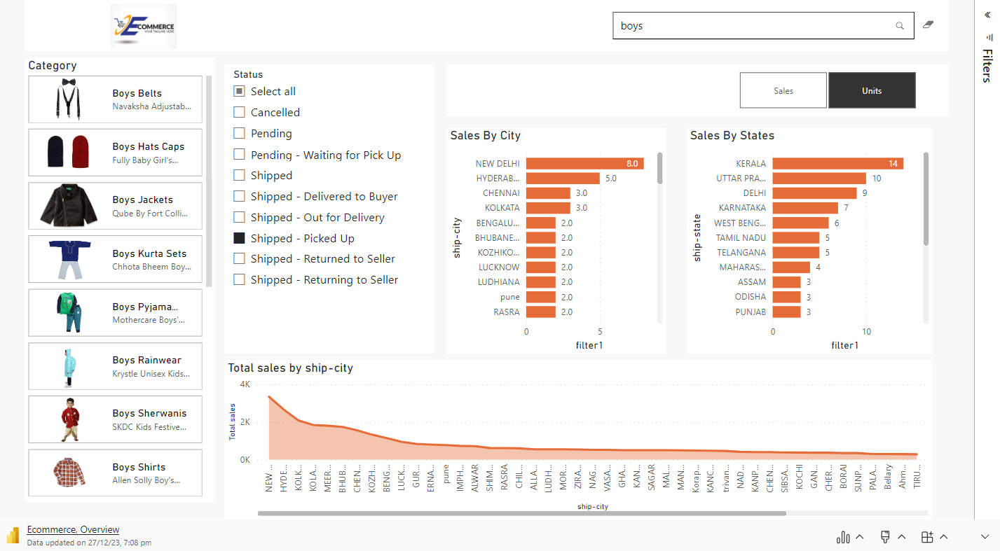 ECOMMERCE
YOUR TAGLINE HERE
boys
Filters
Category
Boys Belts
Navaksha Adjustab...
Boys Hats Caps
Fully Baby Girl's...
Boys Jackets
Qube By Fort Colli...
Boys Kurta Sets
Chhota Bheem Boy...
Boys Pyjama...
Mothercare Boys'...
Boys Rainwear
Krystle Unisex Kids...
Boys Sherwanis
SKDC Kids Festive...
Boys Shirts
Allen Solly Boy's...
Status
Select all
Cancelled
Pending
Pending - Waiting for Pick Up
Shipped
Shipped - Delivered to Buyer
Shipped - Out for Delivery
Shipped - Picked Up
Shipped - Returned to Seller
Shipped - Returning to Seller
Sales
Units
Sales By City
ship-city
NEW DELHI 8.0
HYDERAB... 5.0
CHENNAI 3.0
KOLKATA 3.0
BENGALU... 2.0
BHUBANE... 2.0
KOZHIKO... 2.0
LUCKNOW 2.0
LUDHIANA 2.0
pune 2.0
RASRA 2.0
0 5
filter1
Sales By States
ship-state
KERALA 14
UTTAR PRA... 10
DELHI 9
KARNATAKA 7
WEST BENG... 6
TAMIL NADU 5
TELANGANA 5
MAHARAS... 4
ASSAM 3
ODISHA 3
PUNJAB 3
0 10
filter1
Total sales by ship-city
Total sales
4K
2K
0K
NEW ...
HYDE...
KOLK...
KOLA...
MEER...
BHUB...
CHEN...
KOZH...
BENG...
LUCK...
GUR...
ERNA...
pune
IMPH...
ALWAR
SHIM...
RASRA
CHIL...
ALLA...
LUDH...
MOR...
ZIRA...
NAG...
VASA...
GHA...
KAN...
SAGAR
MAL...
MAN...
Korap...
KANC...
trivan...
NAD...
KANP...
CHEN...
SIBSA...
KOCHI
GAN...
CHER...
BORAI
SUNP...
PALA...
Bellary
Ahm...
TIRU...
ship-city
Ecommerce, Overview
Data updated on 27/12/23, 7:08 pm